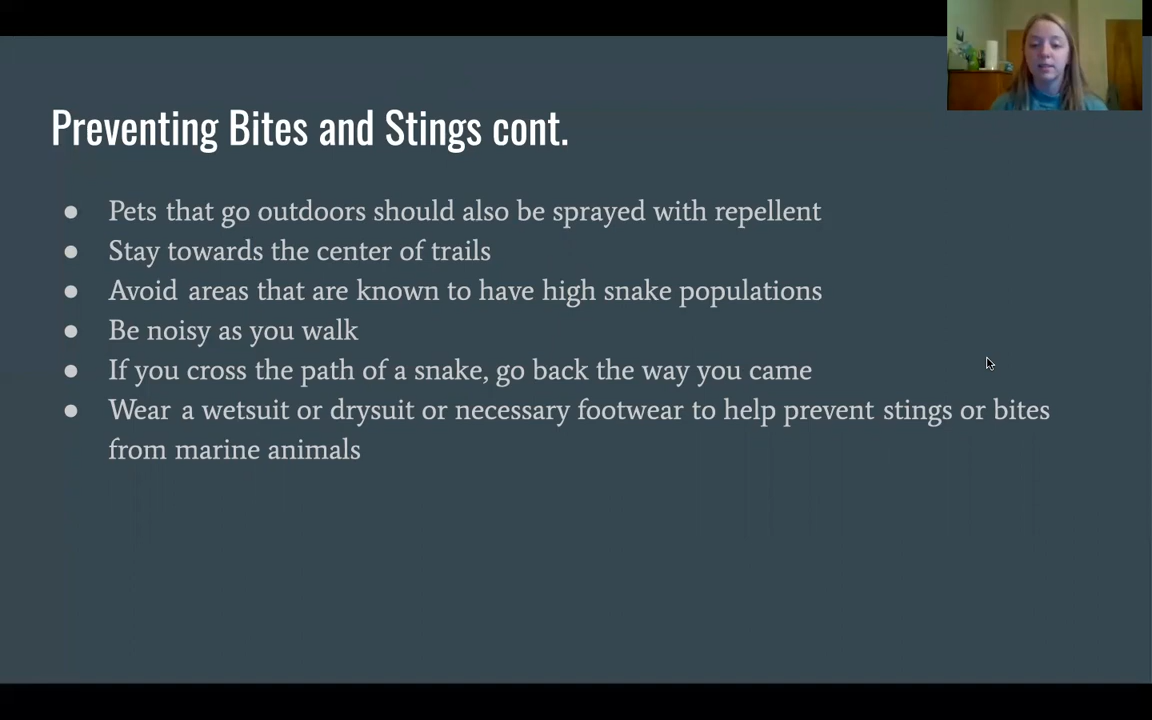 Preventing Bites and Stings cont.
● Pets that go outdoors should also be sprayed with repellent
● Stay towards the center of trails
● Avoid areas that are known to have high snake populations
● Be noisy as you walk
● If you cross the path of a snake, go back the way you came
● Wear a wetsuit or drysuit or necessary footwear to help prevent stings or bites
from marine animals